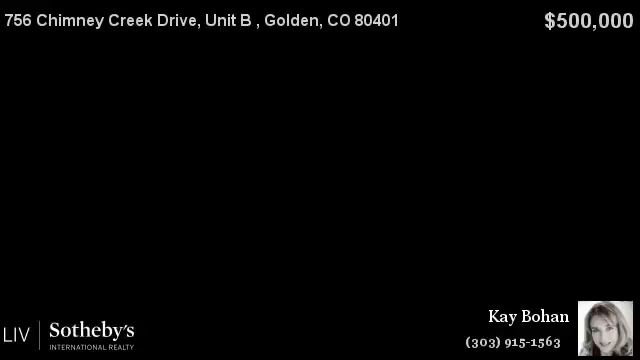 756 Chimney Creek Drive, Unit B , Golden, CO 80401
$500,000
Kay Bohan
(303) 915-1563
LIV
Sotheby's
INTERNATIONAL REALTY